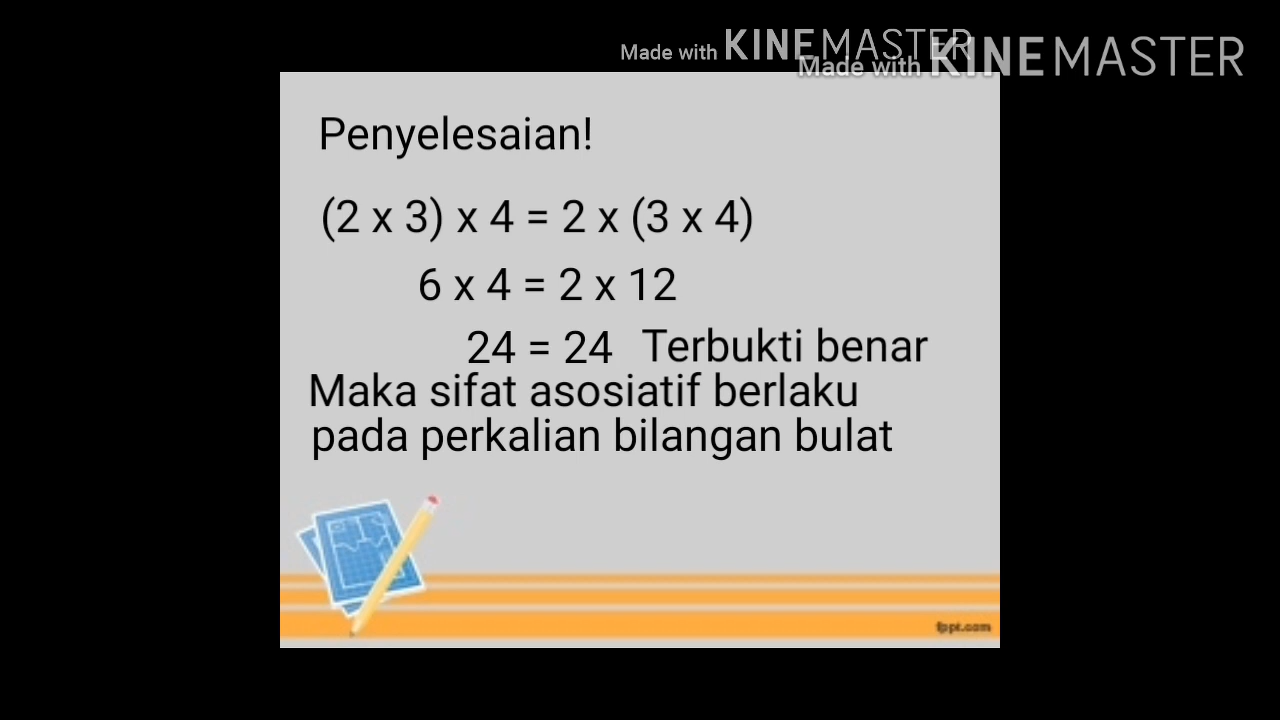 Made with KINEMASTER
Made with KINEMASTER
Penyelesaian!
(2 x 3) x 4 = 2 x (3 x 4)
6 x 4 = 2 x 12
24 = 24 Terbukti benar
Maka sifat asosiatif berlaku
pada perkalian bilangan bulat
fppt.com